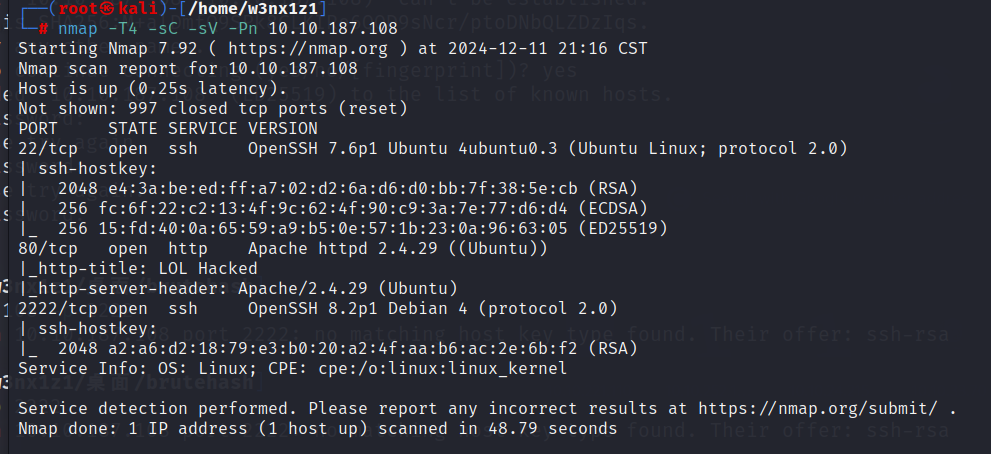 ┌──(root㉿kali)-[/home/w3nx1z1]
└─# nmap -T4 -sC -sV -Pn 10.10.187.108
Starting Nmap 7.92 ( https://nmap.org ) at 2024-12-11 21:16 CST
Nmap scan report for 10.10.187.108
Host is up (0.25s latency).
Not shown: 997 closed tcp ports (reset)
PORT     STATE SERVICE VERSION
22/tcp   open  ssh     OpenSSH 7.6p1 Ubuntu 4ubuntu0.3 (Ubuntu Linux; protocol 2.0)
| ssh-hostkey:
|   2048 e4:3a:be:ed:ff:a7:02:d2:6a:d6:d0:bb:7f:38:5e:cb (RSA)
|   256 fc:6f:22:c2:13:4f:9c:62:4f:90:c9:3a:7e:77:d6:d4 (ECDSA)
|_  256 15:fd:40:0a:65:59:a9:b5:0e:57:1b:23:0a:96:63:05 (ED25519)
80/tcp   open  http    Apache httpd 2.4.29 ((Ubuntu))
|_http-title: LOL Hacked
|_http-server-header: Apache/2.4.29 (Ubuntu)
2222/tcp open  ssh     OpenSSH 8.2p1 Debian 4 (protocol 2.0)
| ssh-hostkey:
|_  2048 a2:a6:d2:18:79:e3:b0:20:a2:4f:aa:b6:ac:2e:6b:f2 (RSA)
Service Info: OS: Linux; CPE: cpe:/o:linux:linux_kernel

Service detection performed. Please report any incorrect results at https://nmap.org/submit/ .
Nmap done: 1 IP address (1 host up) scanned in 48.79 seconds